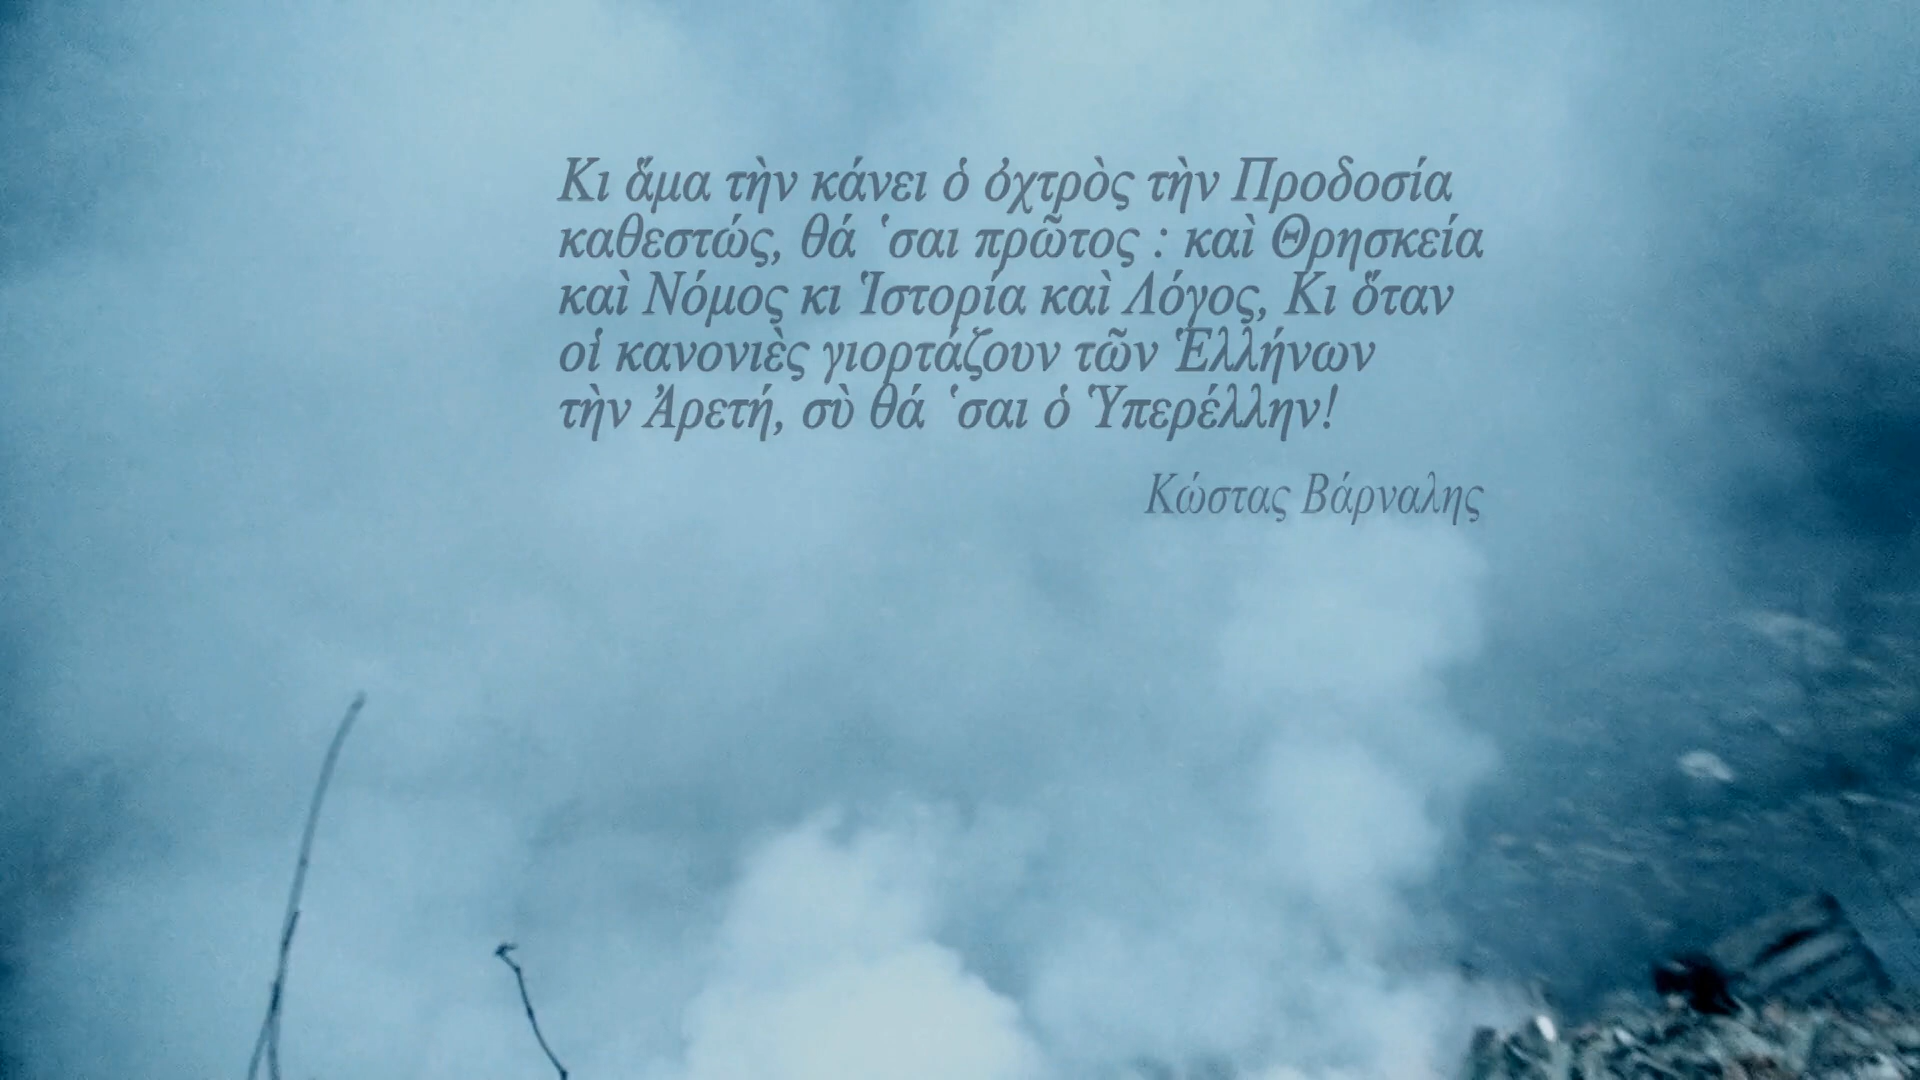 Κι ἅμα τὴν κάνει ὁ ὀχτρὸς τὴν Προδοσία
καθεστώς, θά ῾σαι πρῶτος : καὶ Θρησκεία
καὶ Νόμος κι Ἱστορία καὶ Λόγος, Κι ὅταν
οἱ κανονιὲς γιορτάζουν τῶν Ἑλλήνων
τὴν Ἀρετή, σὺ θά ῾σαι ὁ Ὑπερέλλην!
Κώστας Βάρναλης